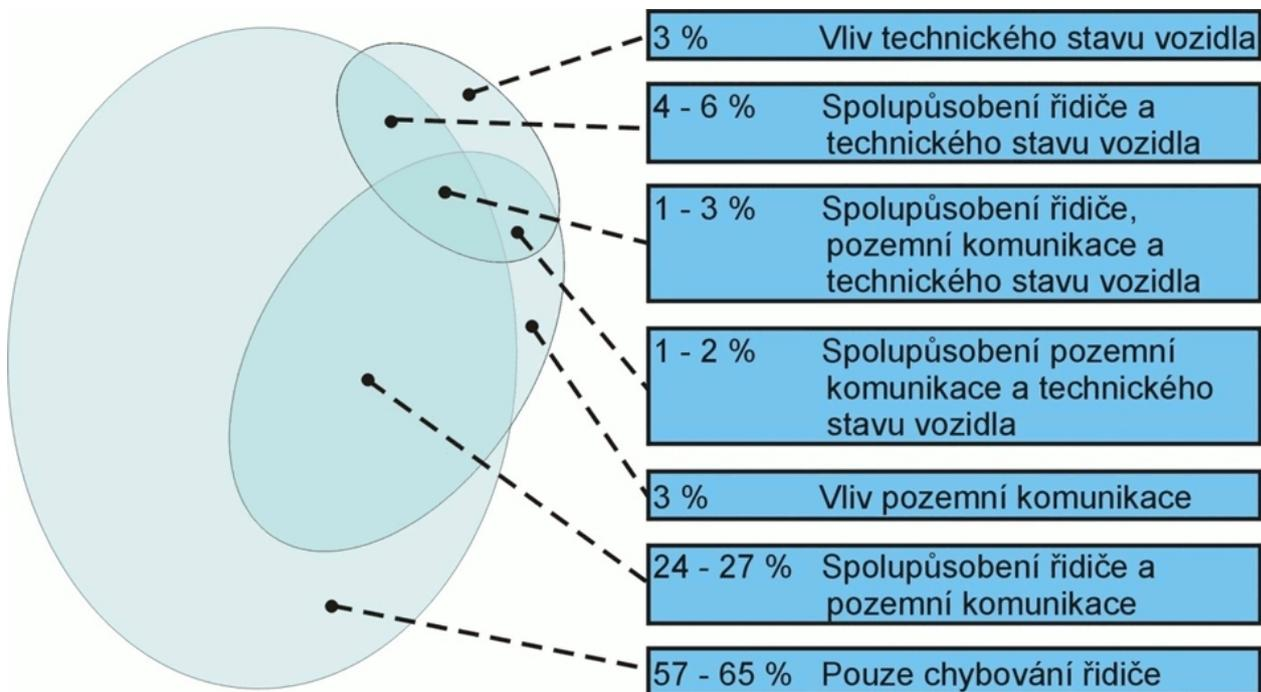 3 % Vliv technického stavu vozidla
4 - 6 % Spolupůsobení řidiče a
technického stavu vozidla
1 - 3 % Spolupůsobení řidiče,
pozemní komunikace a
technického stavu vozidla
1 - 2 % Spolupůsobení pozemní
komunikace a technického
stavu vozidla
3 % Vliv pozemní komunikace
24 - 27 % Spolupůsobení řidiče a
pozemní komunikace
57 - 65 % Pouze chybování řidiče